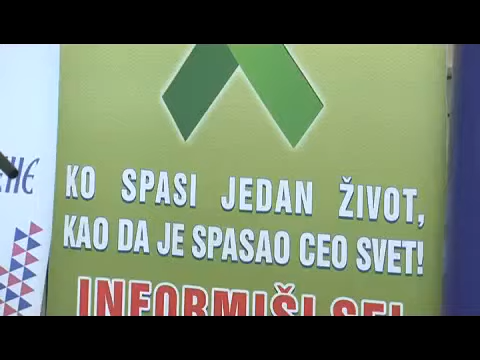 KO SPASI JEDAN ŽIVOT,
KAO DA JE SPASAO CEO SVET!
INFORMIŠI SE!